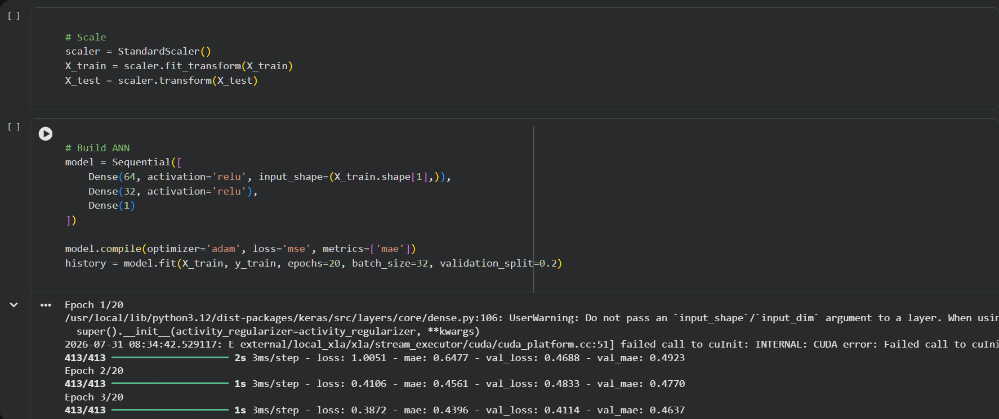 [ ]
# Scale
scaler = StandardScaler()
X_train = scaler.fit_transform(X_train)
X_test = scaler.transform(X_test)
[ ]
# Build ANN
model = Sequential([
    Dense(64, activation='relu', input_shape=(X_train.shape[1],)),
    Dense(32, activation='relu'),
    Dense(1)
])
model.compile(optimizer='adam', loss='mse', metrics=['mae'])
history = model.fit(X_train, y_train, epochs=20, batch_size=32, validation_split=0.2)
Epoch 1/20
/usr/local/lib/python3.12/dist-packages/keras/src/layers/core/dense.py:106: UserWarning: Do not pass an `input_shape`/`input_dim` argument to a layer. When
  super().__init__(activity_regularizer=activity_regularizer, **kwargs)
2026-07-31 08:34:42.529117: E external/local_xla/xla/stream_executor/cuda/cuda_platform.cc:51] failed call to cuInit: INTERNAL: CUDA error: Failed call to
413/413 2s 3ms/step - loss: 1.0051 - mae: 0.6477 - val_loss: 0.4688 - val_mae: 0.4923
Epoch 2/20
413/413 1s 3ms/step - loss: 0.4106 - mae: 0.4561 - val_loss: 0.4833 - val_mae: 0.4770
Epoch 3/20
413/413 1s 3ms/step - loss: 0.3872 - mae: 0.4396 - val_loss: 0.4114 - val_mae: 0.4637